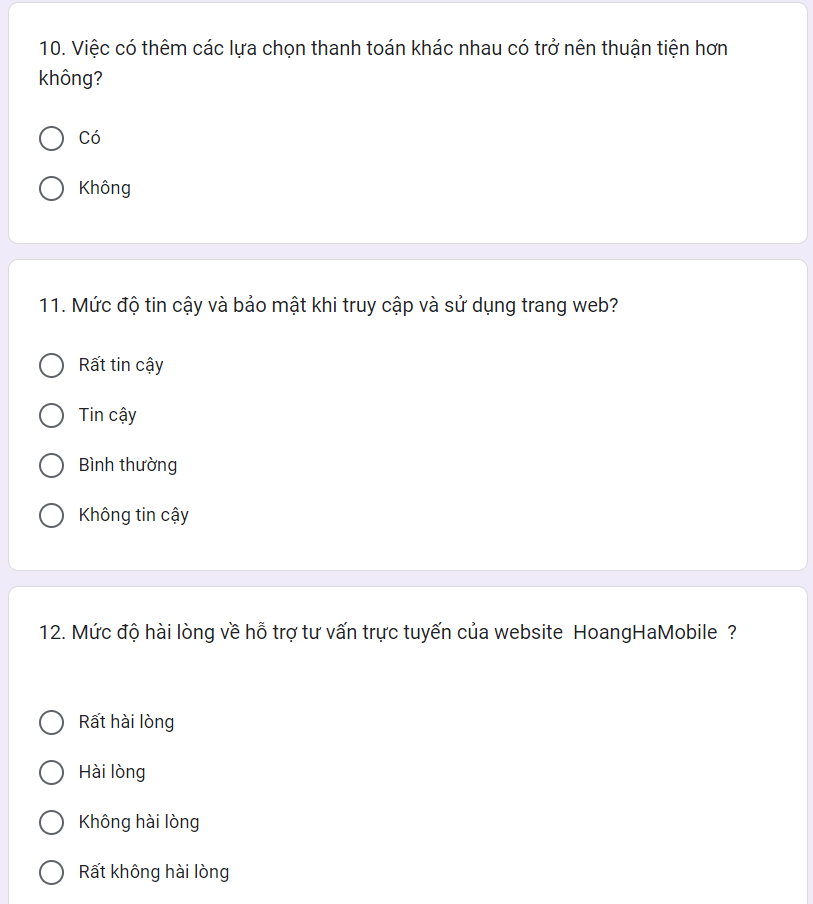 10. Việc có thêm các lựa chọn thanh toán khác nhau có trở nên thuận tiện hơn
không?
Có
Không
11. Mức độ tin cậy và bảo mật khi truy cập và sử dụng trang web?
Rất tin cậy
Tin cậy
Bình thường
Không tin cậy
12. Mức độ hài lòng về hỗ trợ tư vấn trực tuyến của website  HoangHaMobile  ?
Rất hài lòng
Hài lòng
Không hài lòng
Rất không hài lòng